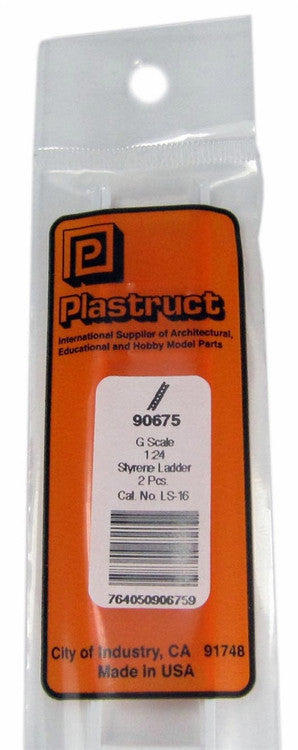 P
Plastruct
International Supplier of Architectural,
Educational and Hobby Model Parts
90675
G Scale
1:24
Styrene Ladder
2 Pcs.
Cat. No. LS-16
764050906759
City of Industry, CA 91748
Made in USA